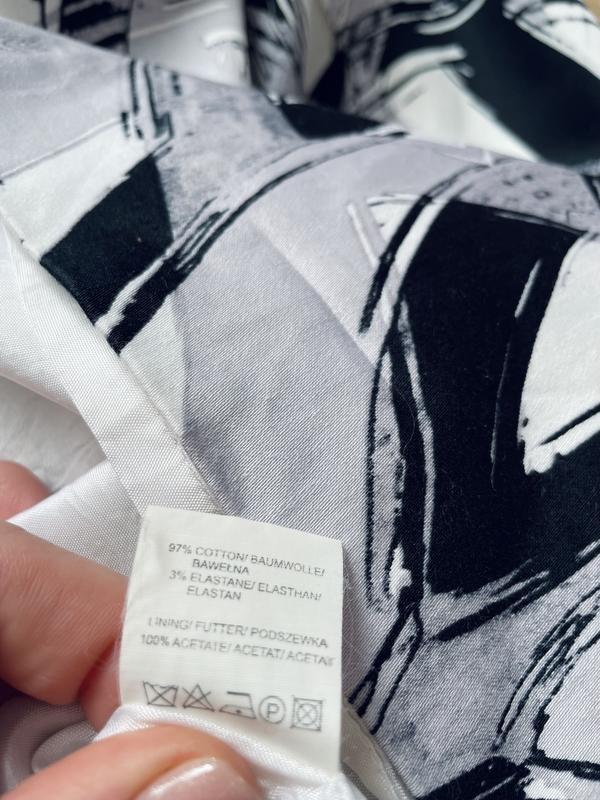 97% COTTON/ BAUMWOLLE/
BAWEŁNA
3% ELASTANE/ ELASTHAN/
ELASTAN
LINING/ FUTTER/ PODSZEWKA
100% ACETATE/ ACETAT/ ACETAT
P